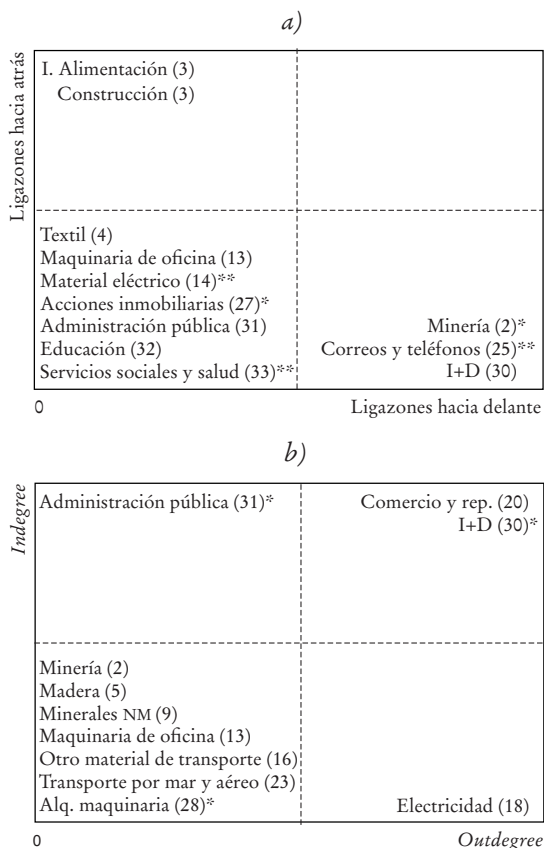 a)
Ligazones hacia atrás
I. Alimentación (3)
Construcción (3)
Textil (4)
Maquinaria de oficina (13)
Material eléctrico (14)**
Acciones inmobiliarias (27)*
Administración pública (31)
Educación (32)
Servicios sociales y salud (33)**
Minería (2)*
Correos y teléfonos (25)**
I+D (30)
0
Ligazones hacia delante
b)
Indegree
Administración pública (31)*
Comercio y rep. (20)
I+D (30)*
Minería (2)
Madera (5)
Minerales NM (9)
Maquinaria de oficina (13)
Otro material de transporte (16)
Transporte por mar y aéreo (23)
Alq. maquinaria (28)*
Electricidad (18)
0
Outdegree